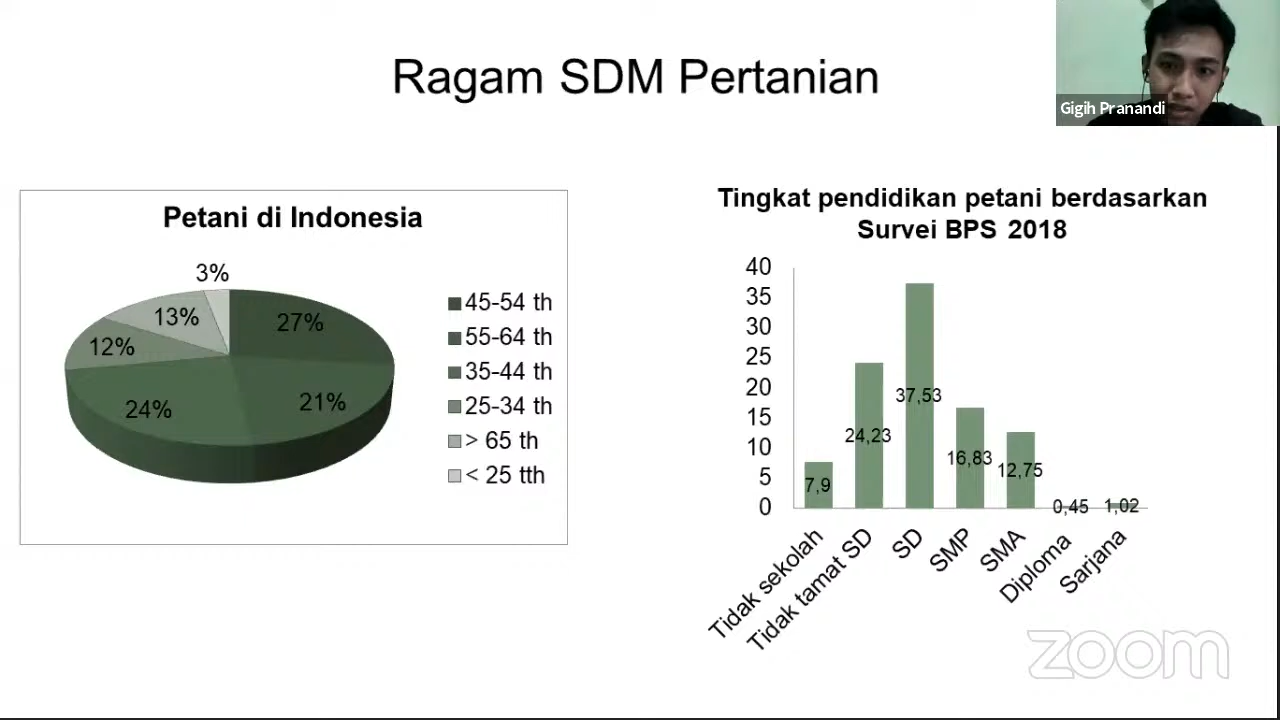 Ragam SDM Pertanian
Gigih Pranandi
Petani di Indonesia
3%
27%
13%
12%
24%
21%
45-54 th
55-64 th
35-44 th
25-34 th
> 65 th
< 25 tth
Tingkat pendidikan petani berdasarkan
Survei BPS 2018
40
35
30
25
20
15
10
5
0
7,9
24,23
37,53
16,83
12,75
0,45
1,02
Tidak sekolah
Tidak tamat SD
SD
SMP
SMA
Diploma
Sarjana
zoom